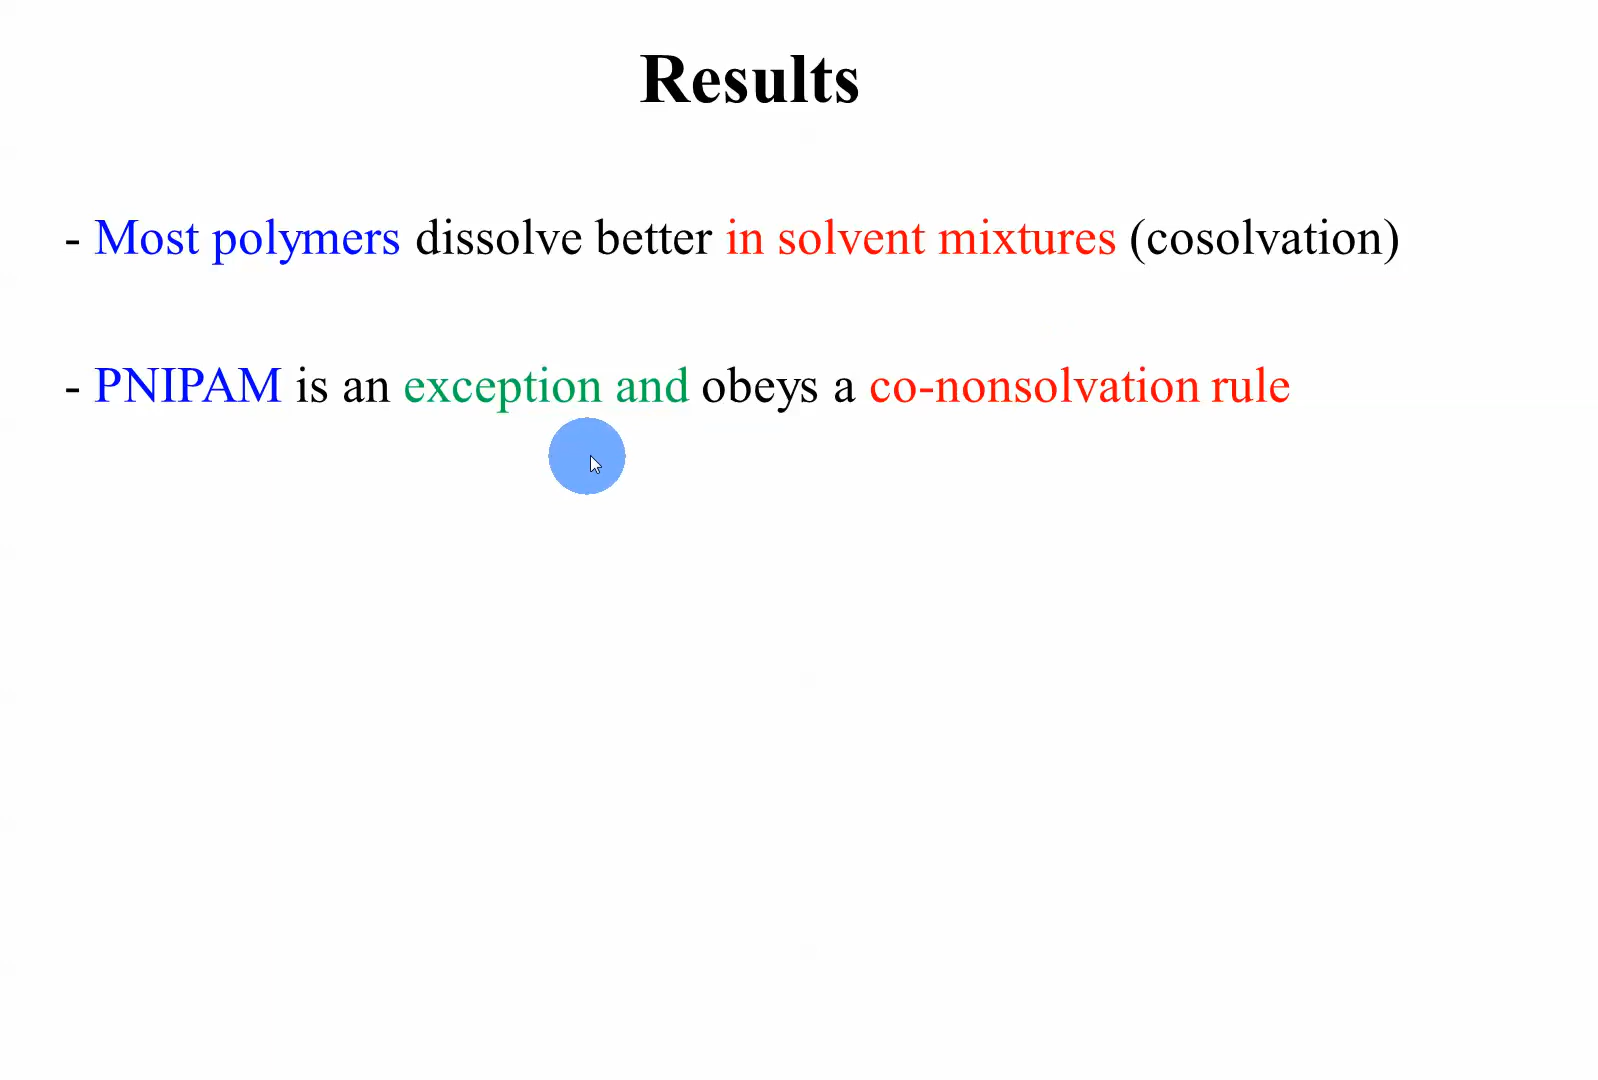 Results
- Most polymers dissolve better in solvent mixtures (cosolvation)
- PNIPAM is an exception and obeys a co-nonsolvation rule